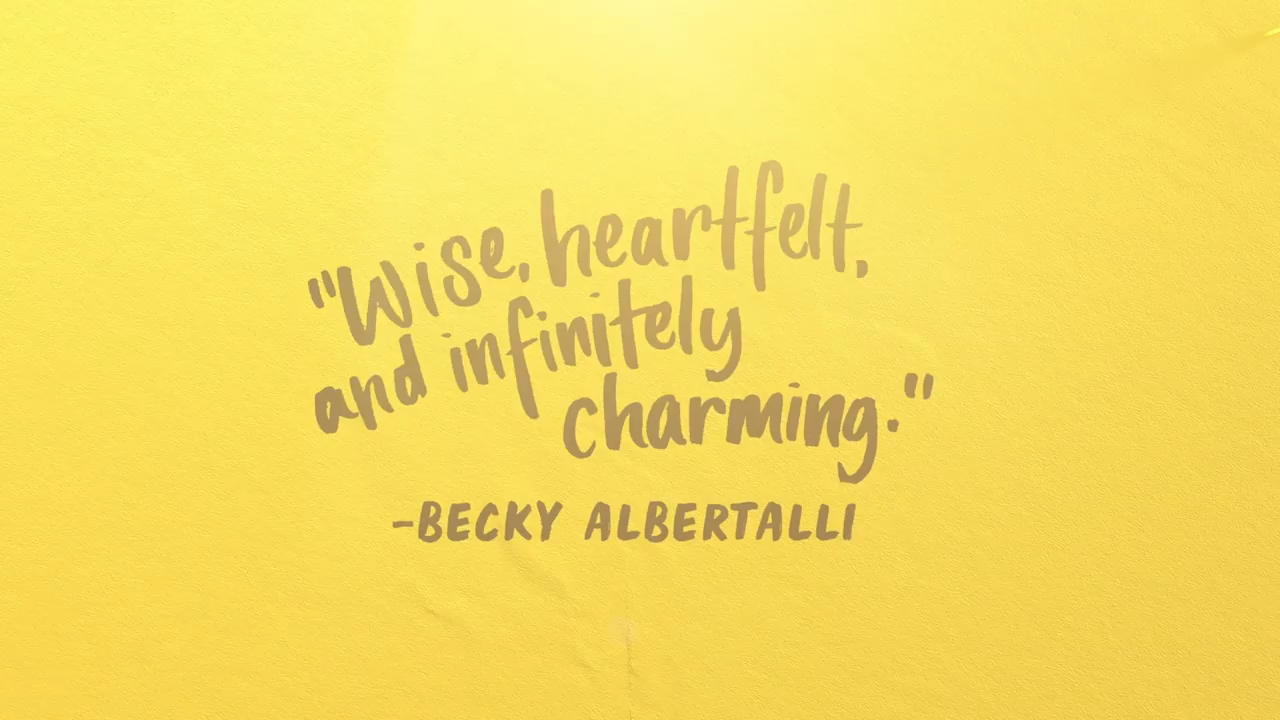 "Wise, heartfelt,
and infinitely
charming."
-BECKY ALBERTALLI